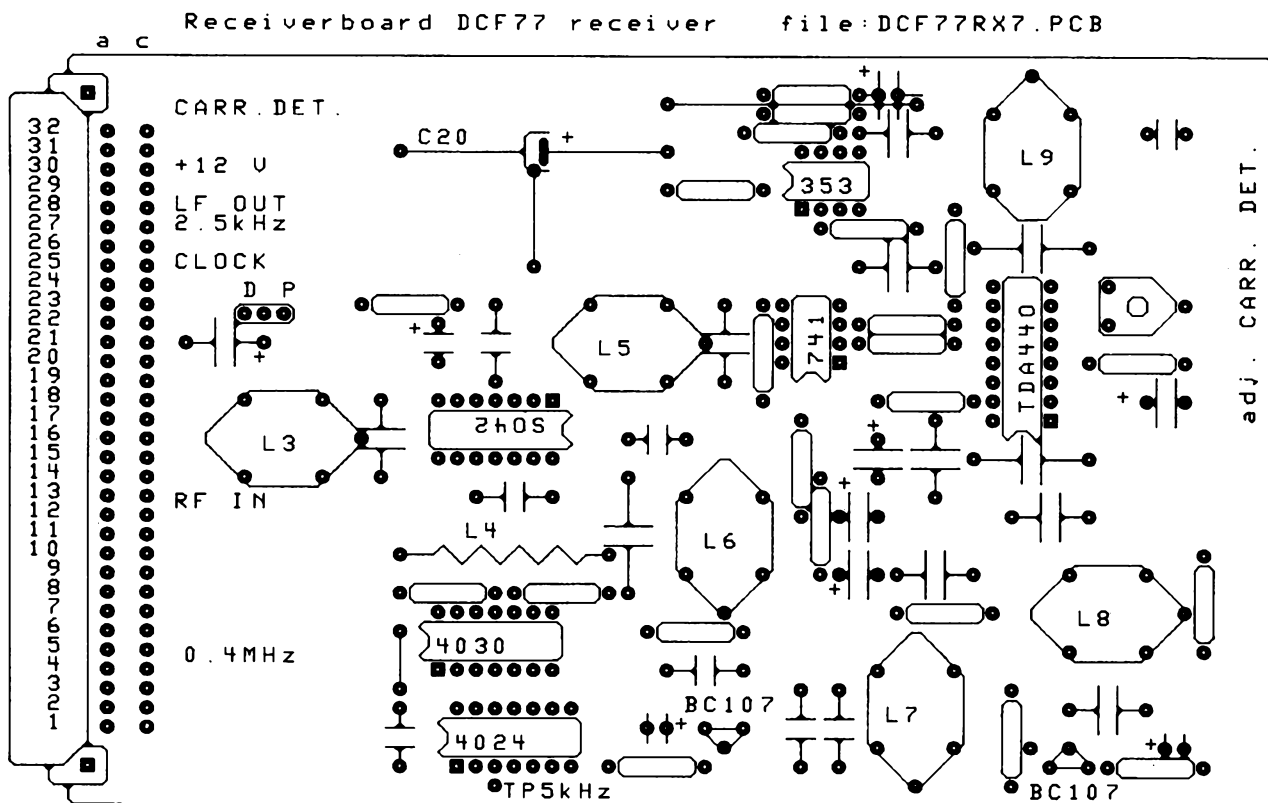 Receiverboard DCF77 receiver file:DCF77RX7.PCB
a c
CARR.DET.
+12 V
LF OUT
2.5kHz
CLOCK
D P
RF IN
0.4MHz
32
31
30
29
28
27
26
25
24
23
22
21
20
19
18
17
16
15
14
13
12
11
10
9
8
7
6
5
4
3
2
1
C20
+
+
353
L9
adj. CARR. DET.
+
+
L5
741
TDA440
+
L3
S042
+
L4
L6
+
+
L8
4030
BC107
L7
4024
+
+
TP5kHz
BC107